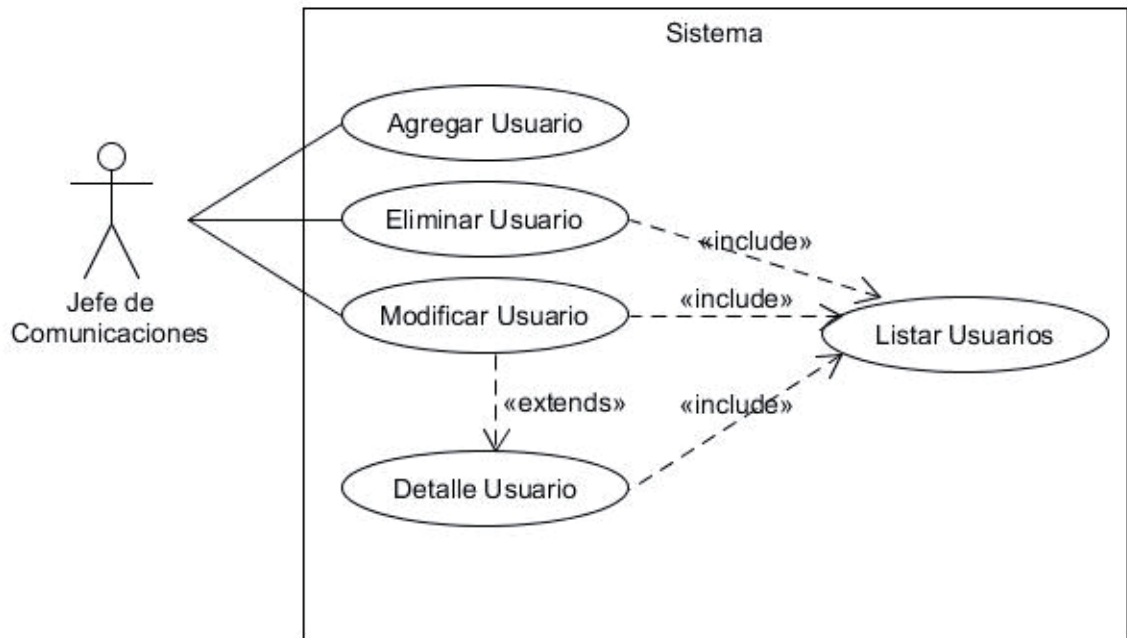 Sistema
Agregar Usuario
Eliminar Usuario
«include»
Modificar Usuario
«include»
Listar Usuarios
Jefe de
Comunicaciones
«extends»
«include»
Detalle Usuario